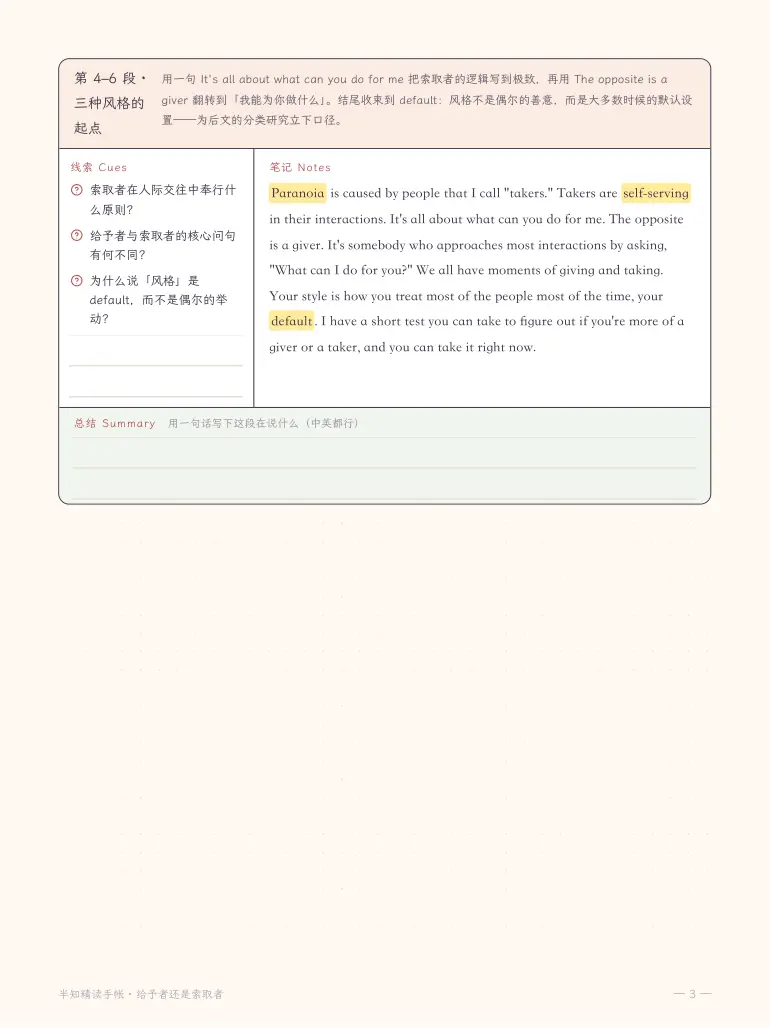 第 4–6 段·
三种风格的
起点
用一句 It's all about what can you do for me 把索取者的逻辑写到极致，再用 The opposite is a
giver 翻转到「我能为你做什么」。结尾收束到 default：风格不是偶尔的善意，而是大多数时候的默认设
置——为后文的分类研究立下口径。
线索 Cues
索取者在人际交往中奉行什
么原则？
给予者与索取者的核心问句
有何不同？
为什么说「风格」是
default，而不是偶尔的举
动？
笔记 Notes
Paranoia is caused by people that I call "takers." Takers are self-serving
in their interactions. It's all about what can you do for me. The opposite
is a giver. It's somebody who approaches most interactions by asking,
"What can I do for you?" We all have moments of giving and taking.
Your style is how you treat most of the people most of the time, your
default. I have a short test you can take to figure out if you're more of a
giver or a taker, and you can take it right now.
总结 Summary 用一句话写下这段在说什么（中英都行）
半知精读手帐·给予者还是索取者
— 3 —